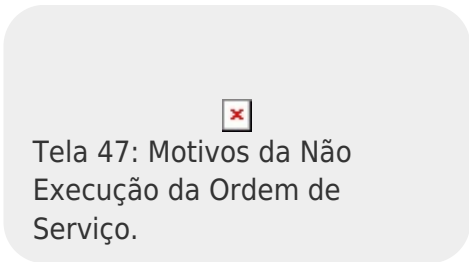 Tela 47: Motivos da Não
Execução da Ordem de
Serviço.